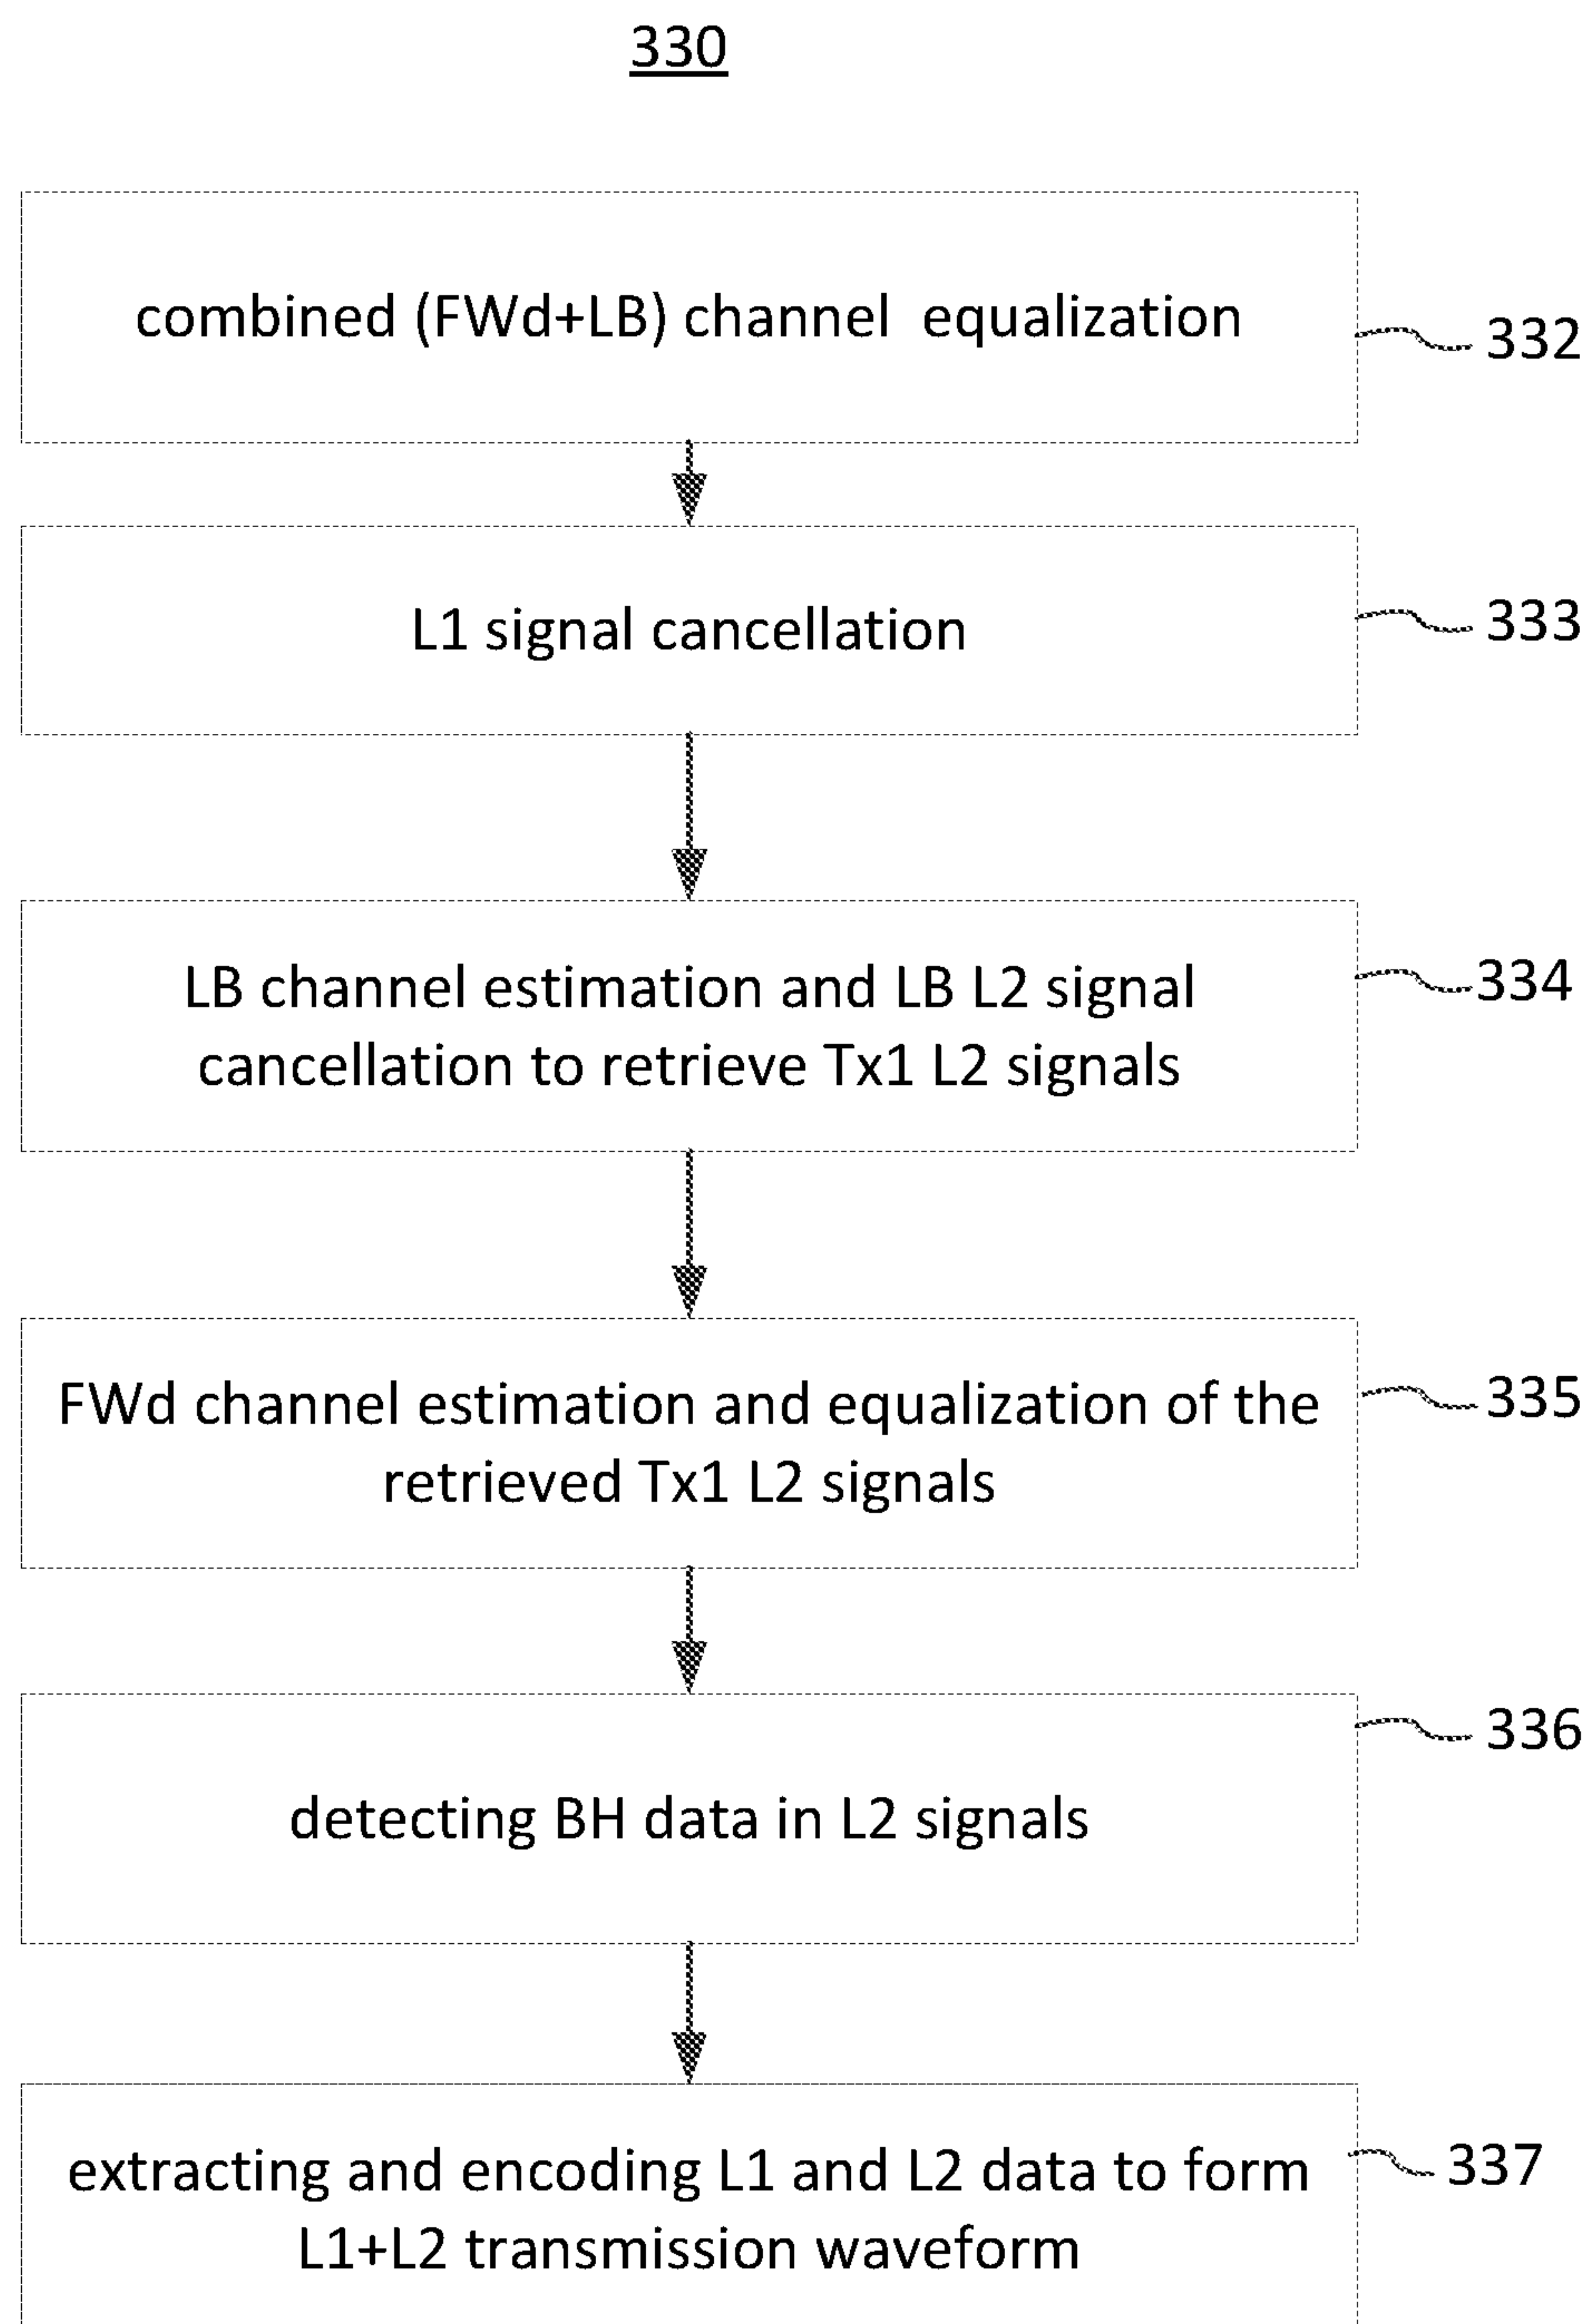 330
combined (FWd+LB) channel equalization
332
L1 signal cancellation
333
LB channel estimation and LB L2 signal
cancellation to retrieve Tx1 L2 signals
334
FWd channel estimation and equalization of the
retrieved Tx1 L2 signals
335
detecting BH data in L2 signals
336
extracting and encoding L1 and L2 data to form
L1+L2 transmission waveform
337